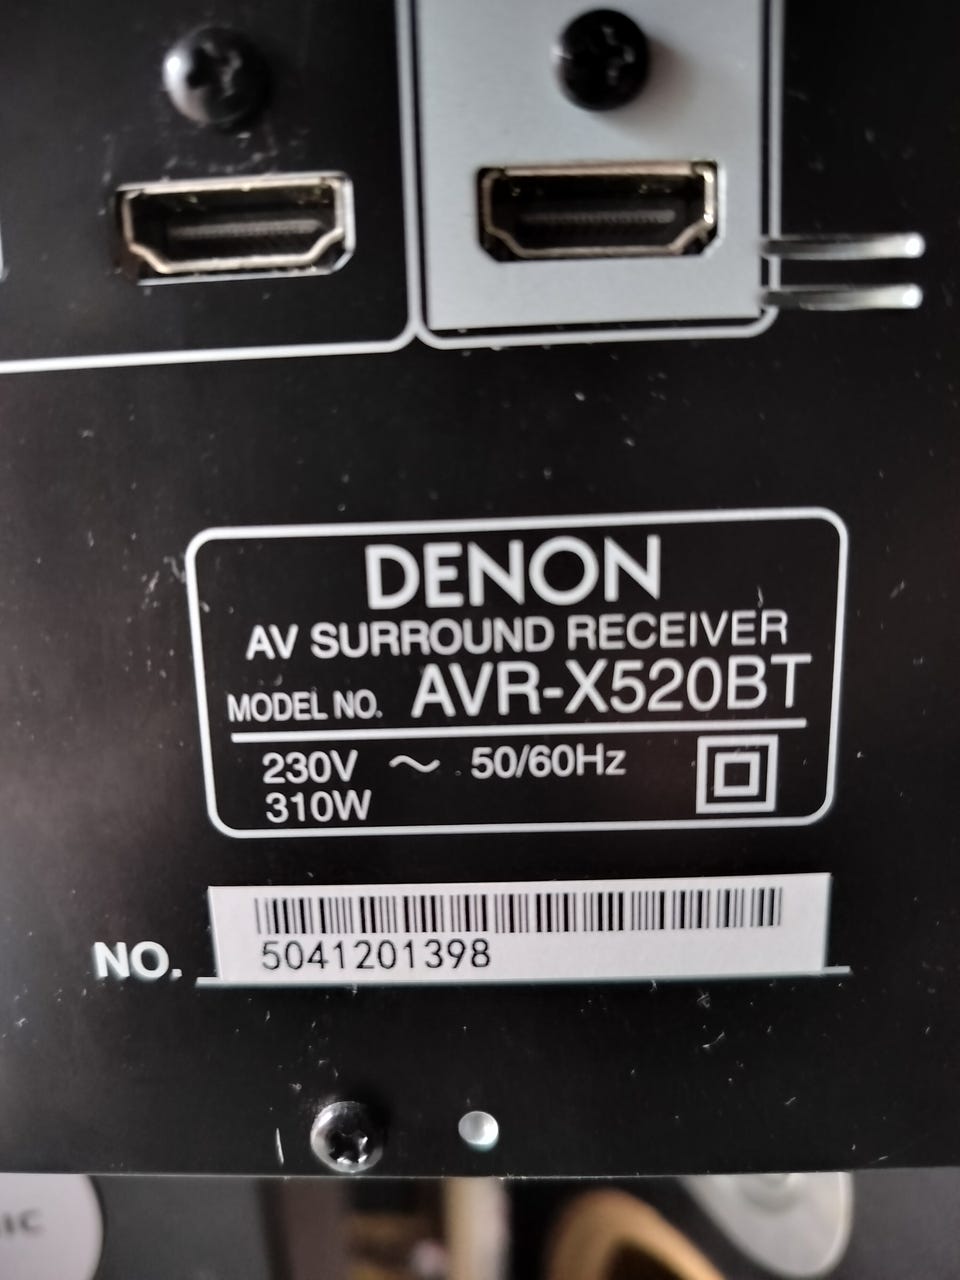 DENON
AV SURROUND RECEIVER
MODEL NO. AVR-X520BT
230V ~ 50/60Hz
310W
NO. 5041201398